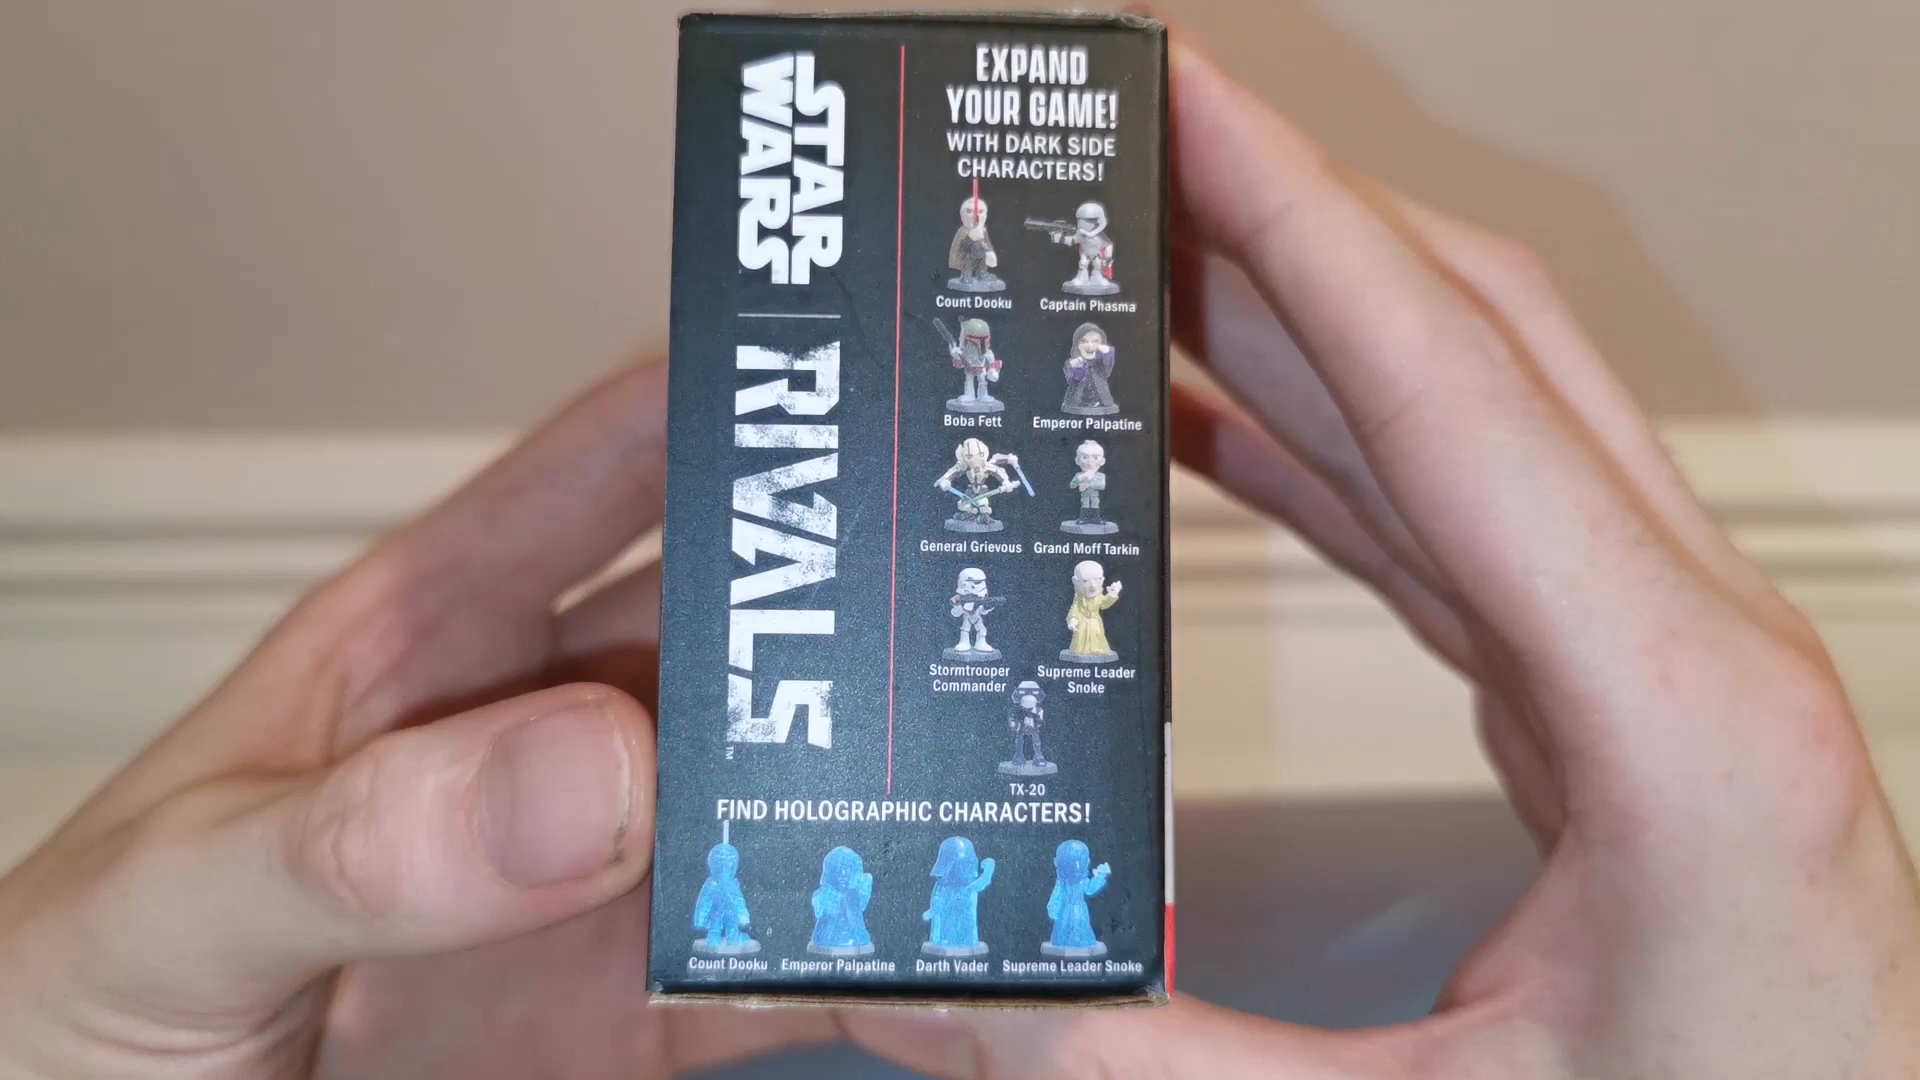 STAR
WARS
RIVALS™
EXPAND
YOUR GAME!
WITH DARK SIDE
CHARACTERS!
Count Dooku
Captain Phasma
Boba Fett
Emperor Palpatine
General Grievous
Grand Moff Tarkin
Stormtrooper
Commander
Supreme Leader
Snoke
TX-20
FIND HOLOGRAPHIC CHARACTERS!
Count Dooku
Emperor Palpatine
Darth Vader
Supreme Leader Snoke